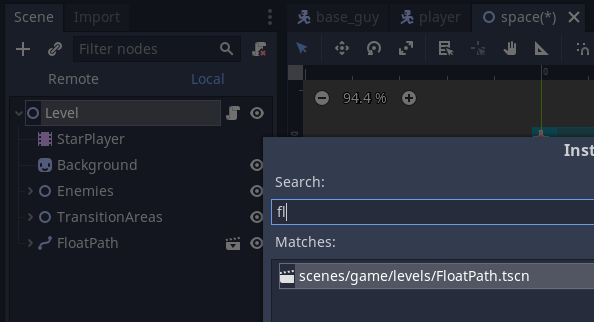 Scene Import
base_guy player space(*)
Filter nodes
Remote Local
94.4 %
0
Level
StarPlayer
Background
Enemies
TransitionAreas
FloatPath
Inst
Search:
fl
Matches:
scenes/game/levels/FloatPath.tscn